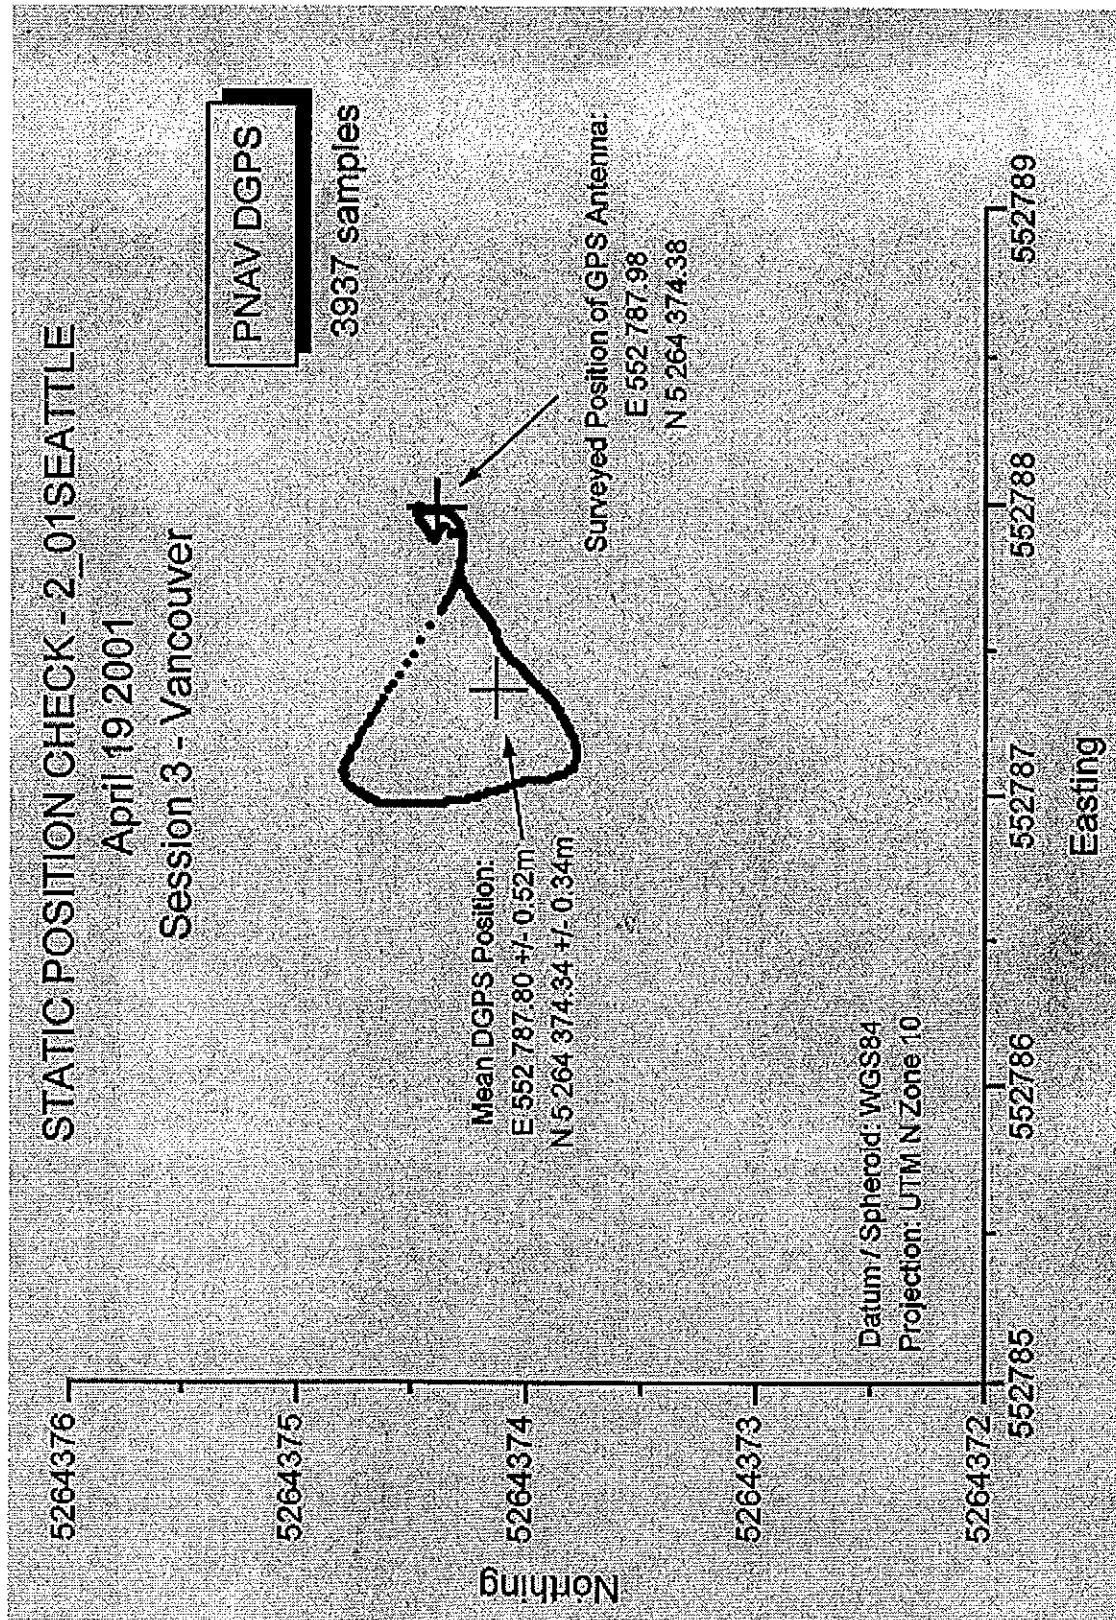 STATIC POSITION CHECK - 2_01SEATTLE
April 19 2001
Session 3 - Vancouver
PNAV DGPS
3937 samples
Mean DGPS Position:
E 552 787.80 +/- 0.52m
N 5 264 374.34 +/- 0.34m
Surveyed Position of GPS Antenna:
E 552 787.98
N 5 264 374.38
Datum / Spheroid: WGS84
Projection: UTM N Zone 10
Northing
5264376
5264375
5264374
5264373
5264372
552785
552786
552787
552788
552789
Easting